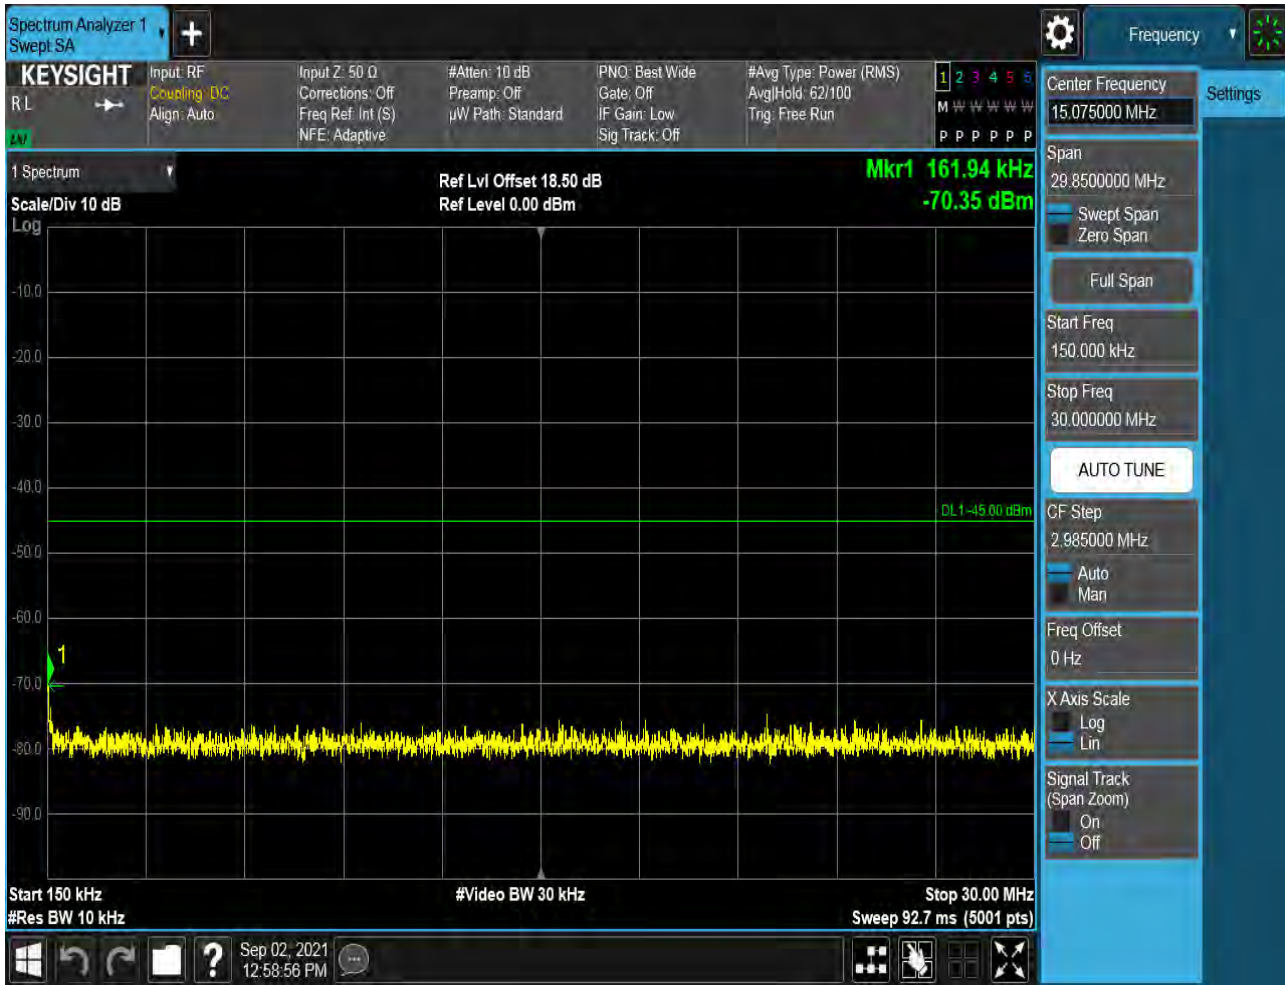 Spectrum Analyzer 1
Swept SA
+
Frequency
KEYSIGHT
R L
LNI
Input: RF
Coupling: DC
Align: Auto
Input Z: 50 Ω
Corrections: Off
Freq Ref: Int (S)
NFE: Adaptive
#Atten: 10 dB
Preamp: Off
µW Path: Standard
PNO: Best Wide
Gate: Off
IF Gain: Low
Sig Track: Off
#Avg Type: Power (RMS)
Avg|Hold: 62/100
Trig: Free Run
1 2 3 4 5 6
M W W W W W
P P P P P P
Center Frequency
15.075000 MHz
Settings
Span
29.8500000 MHz
Swept Span
Zero Span
Full Span
Start Freq
150.000 kHz
Stop Freq
30.000000 MHz
AUTO TUNE
CF Step
2.985000 MHz
Auto
Man
Freq Offset
0 Hz
X Axis Scale
Log
Lin
Signal Track
(Span Zoom)
On
Off
1 Spectrum
Scale/Div 10 dB
Log
Ref Lvl Offset 18.50 dB
Ref Level 0.00 dBm
Mkr1 161.94 kHz
-70.35 dBm
-10.0
-20.0
-30.0
-40.0
DL1 -45.00 dBm
-50.0
-60.0
1
-70.0
-80.0
-90.0
Start 150 kHz
#Video BW 30 kHz
Stop 30.00 MHz
#Res BW 10 kHz
Sweep 92.7 ms (5001 pts)
?
Sep 02, 2021
12:58:56 PM